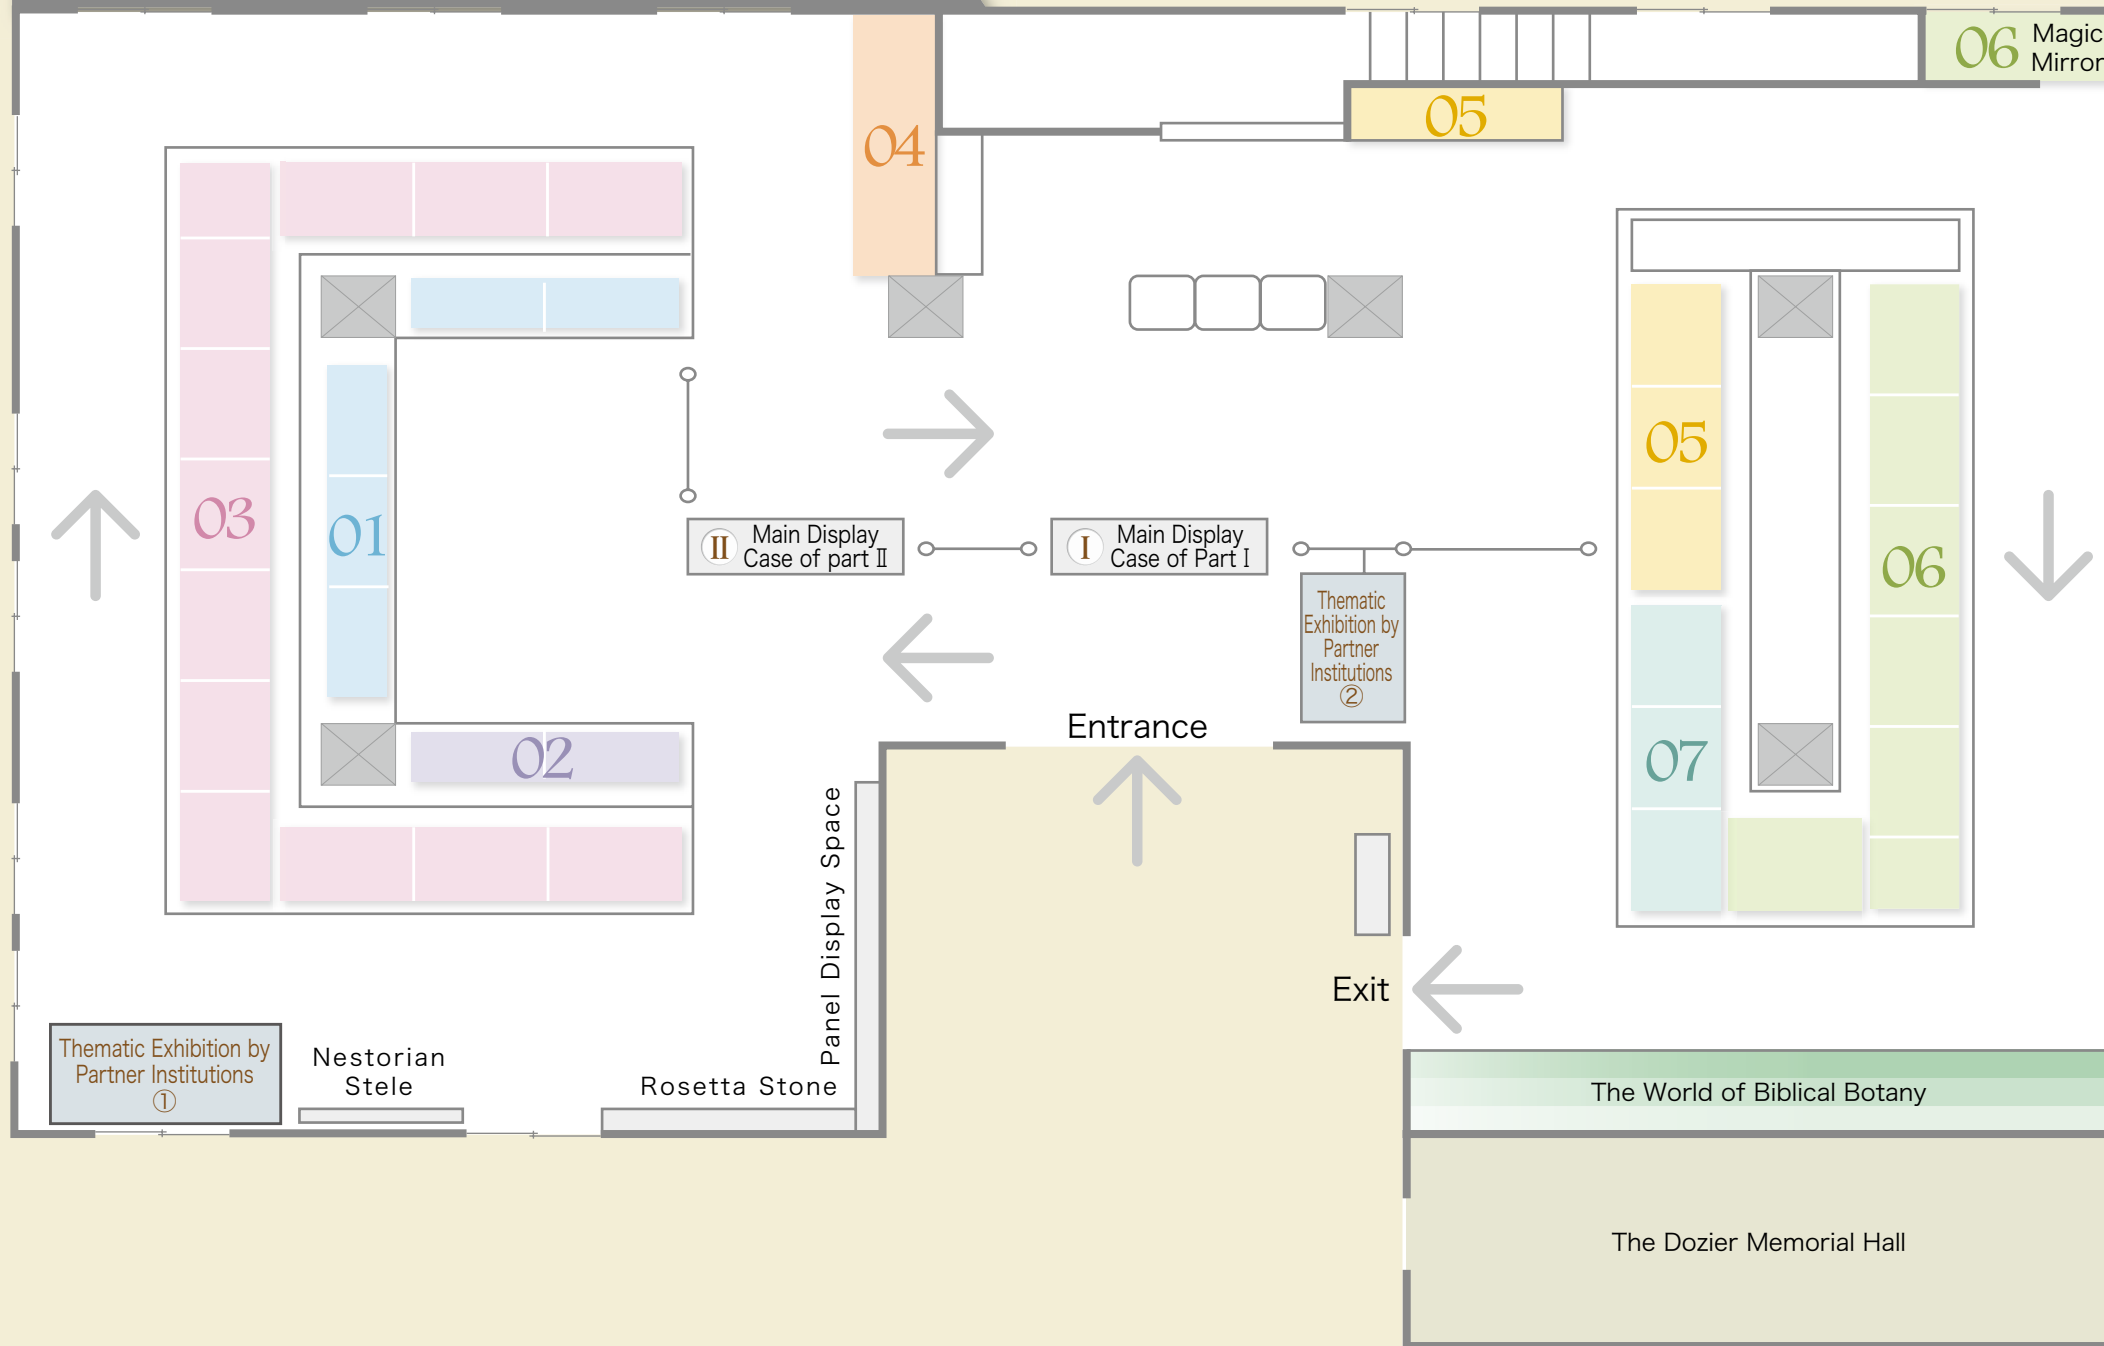 06
Magic
Mirror
05
04
03
01
05
06
Ⅱ
Main Display
Case of part Ⅱ
Ⅰ
Main Display
Case of Part Ⅰ
Thematic
Exhibition by
Partner
Institutions
②
Entrance
02
07
Panel Display Space
Exit
Thematic Exhibition by
Partner Institutions
①
Nestorian
Stele
Rosetta Stone
The World of Biblical Botany
The Dozier Memorial Hall